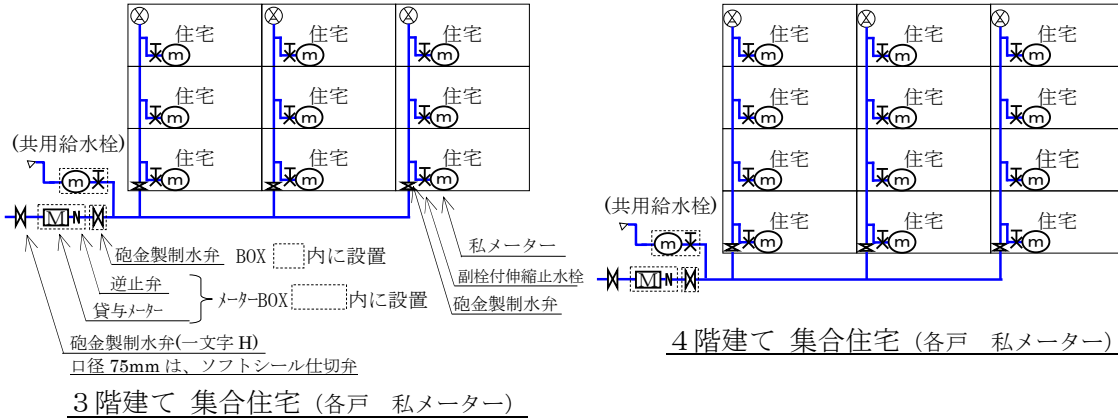 住宅 住宅 住宅
m m m
住宅 住宅 住宅
m m m
(共用給水栓)
住宅 住宅 住宅
m m m
m
M N
砲金製制水弁 BOX 内に設置
逆止弁
貸与メーター
メーターBOX 内に設置
砲金製制水弁(一文字 H)
口径 75mm は、ソフトシール仕切弁
私メーター
副栓付伸縮止水栓
砲金製制水弁
3階建て 集合住宅 (各戸 私メーター)
住宅 住宅 住宅
m m m
住宅 住宅 住宅
m m m
住宅 住宅 住宅
m m m
(共用給水栓)
住宅 住宅 住宅
m m m
m
M N
4階建て 集合住宅 (各戸 私メーター)